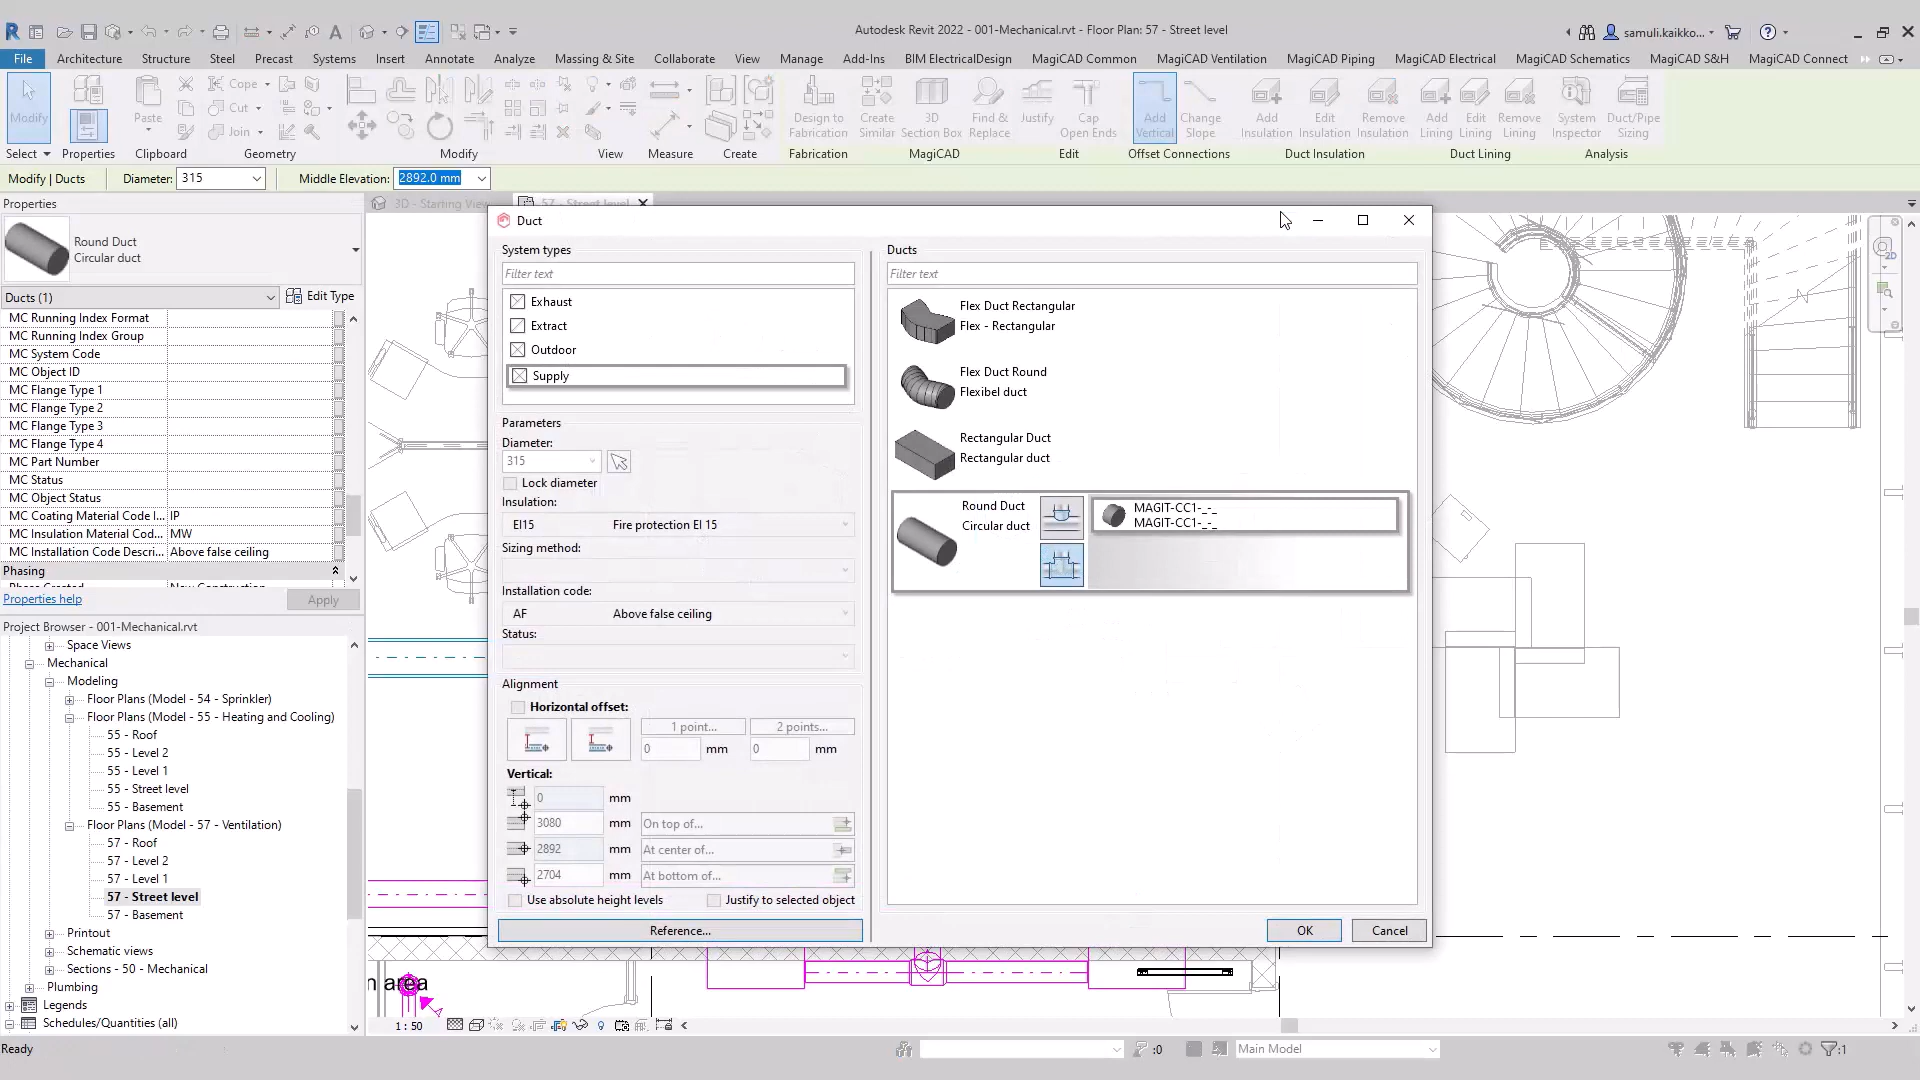 Autodesk Revit 2022 - 001-Mechanical.rvt - Floor Plan: 57 - Street level
samuli.kaikko...
File Architecture Structure Steel Precast Systems Insert Annotate Analyze Massing & Site Collaborate View Manage Add-Ins BIM ElectricalDesign MagiCAD Common MagiCAD Ventilation MagiCAD Piping MagiCAD Electrical MagiCAD Schematics MagiCAD S&H MagiCAD Connect
Modify
Paste
Cope
Cut
Join
Design to Fabrication
Create Similar
3D Section Box
Find & Replace
Justify
Cap Open Ends
Add Vertical
Change Slope
Add Insulation
Edit Insulation
Remove Insulation
Add Lining
Edit Lining
Remove Lining
System Inspector
Duct/Pipe Sizing
Select Properties Clipboard Geometry Modify View Measure Create Fabrication MagiCAD Edit Offset Connections Duct Insulation Duct Lining Analysis
Modify | Ducts Diameter: 315 Middle Elevation: 2892.0 mm
Properties
3D - Starting View
57 - Street level
Round Duct
Circular duct
Ducts (1) Edit Type
MC Running Index Format
MC Running Index Group
MC System Code
MC Object ID
MC Flange Type 1
MC Flange Type 2
MC Flange Type 3
MC Flange Type 4
MC Part Number
MC Status
MC Object Status
MC Coating Material Code I... IP
MC Insulation Material Cod... MW
MC Installation Code Descri... Above false ceiling
Phasing
Phase Created New Construction
Properties help Apply
Project Browser - 001-Mechanical.rvt
Space Views
Mechanical
Modeling
Floor Plans (Model - 54 - Sprinkler)
Floor Plans (Model - 55 - Heating and Cooling)
55 - Roof
55 - Level 2
55 - Level 1
55 - Street level
55 - Basement
Floor Plans (Model - 57 - Ventilation)
57 - Roof
57 - Level 2
57 - Level 1
57 - Street level
57 - Basement
Printout
Schematic views
Sections - 50 - Mechanical
Plumbing
Legends
Schedules/Quantities (all)
Duct
System types
Filter text
Exhaust
Extract
Outdoor
Supply
Parameters
Diameter:
315
Lock diameter
Insulation:
EI15 Fire protection EI 15
Sizing method:
Installation code:
AF Above false ceiling
Status:
Alignment
Horizontal offset:
1 point... 2 points...
0 mm 0 mm
Vertical:
0 mm
3080 mm On top of...
2892 mm At center of...
2704 mm At bottom of...
Use absolute height levels Justify to selected object
Reference...
Ducts
Filter text
Flex Duct Rectangular
Flex - Rectangular
Flex Duct Round
Flexibel duct
Rectangular Duct
Rectangular duct
Round Duct
Circular duct
MAGIT-CC1-_-_
MAGIT-CC1-_-_
OK Cancel
2D
n area
1 : 50
Ready
:0
Main Model
:1